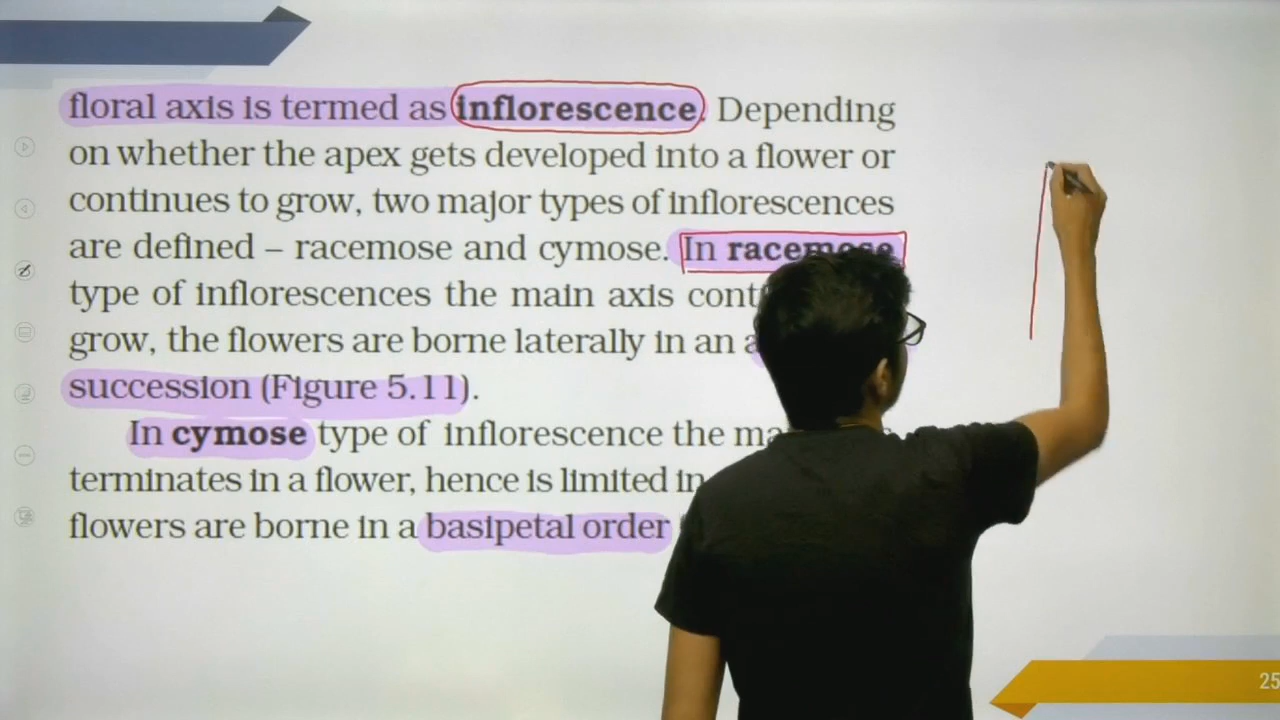 floral axis is termed as inflorescence. Depending
on whether the apex gets developed into a flower or
continues to grow, two major types of inflorescences
are defined – racemose and cymose. In racemose
type of inflorescences the main axis cont
grow, the flowers are borne laterally in an a
succession (Figure 5.11).
In cymose type of inflorescence the ma
terminates in a flower, hence is limited in
flowers are borne in a basipetal order
25